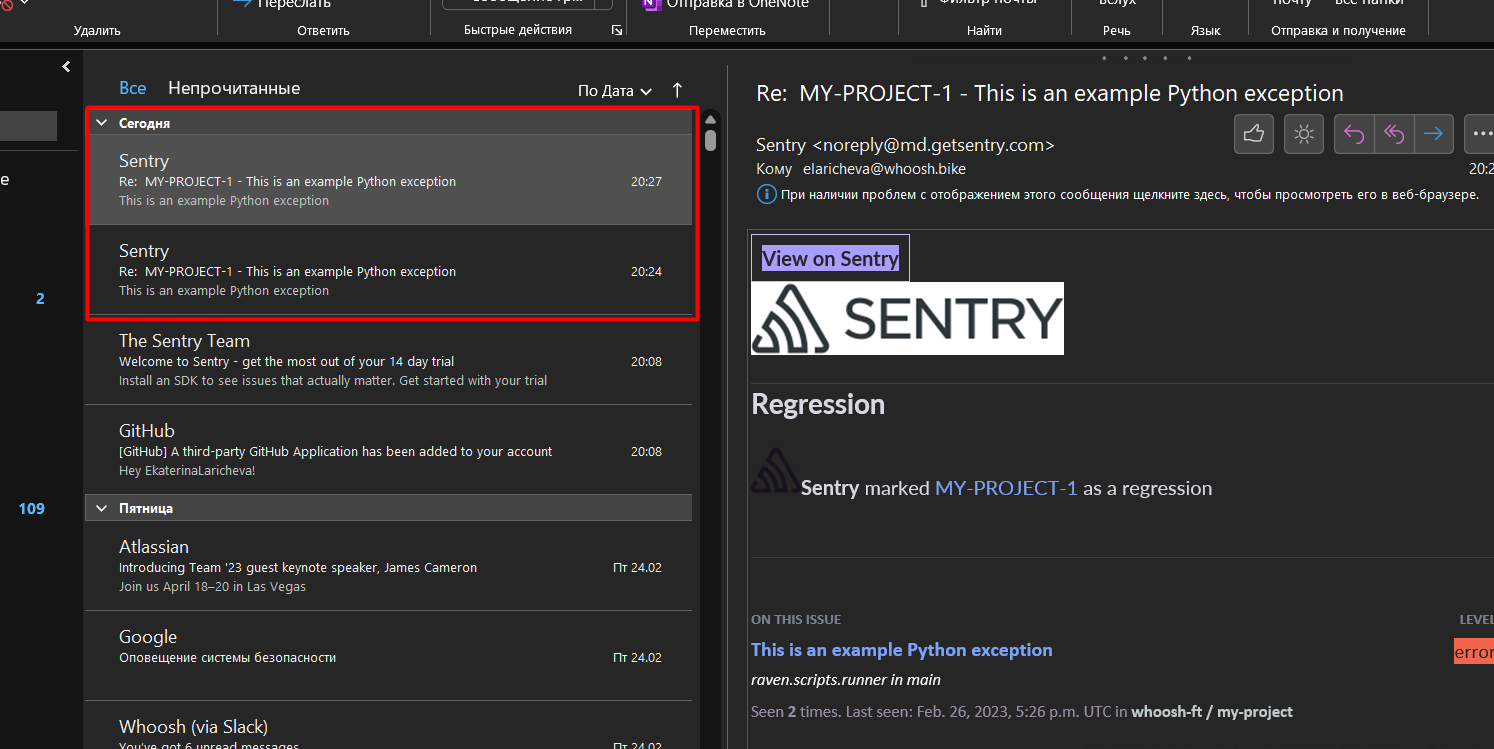 Переслать
Отправка в OneNote
Удалить
Ответить
Быстрые действия
Переместить
Найти
Речь
Язык
Отправка и получение
Все Непрочитанные
По Дата
Сегодня
Sentry
Re: MY-PROJECT-1 - This is an example Python exception
20:27
This is an example Python exception
Sentry
Re: MY-PROJECT-1 - This is an example Python exception
20:24
This is an example Python exception
2
The Sentry Team
Welcome to Sentry - get the most out of your 14 day trial
20:08
Install an SDK to see issues that actually matter. Get started with your trial
GitHub
[GitHub] A third-party GitHub Application has been added to your account
20:08
Hey EkaterinaLaricheva!
109
Пятница
Atlassian
Introducing Team '23 guest keynote speaker, James Cameron
Пт 24.02
Join us April 18–20 in Las Vegas
Google
Оповещение системы безопасности
Пт 24.02
Whoosh (via Slack)
You've got 6 unread messages
Пт 24.02
Re: MY-PROJECT-1 - This is an example Python exception
Sentry <noreply@md.getsentry.com>
Кому elaricheva@whoosh.bike
При наличии проблем с отображением этого сообщения щелкните здесь, чтобы просмотреть его в веб-браузере.
View on Sentry
SENTRY
Regression
Sentry marked MY-PROJECT-1 as a regression
ON THIS ISSUE
LEVEL
This is an example Python exception
error
raven.scripts.runner in main
Seen 2 times. Last seen: Feb. 26, 2023, 5:26 p.m. UTC in whoosh-ft / my-project